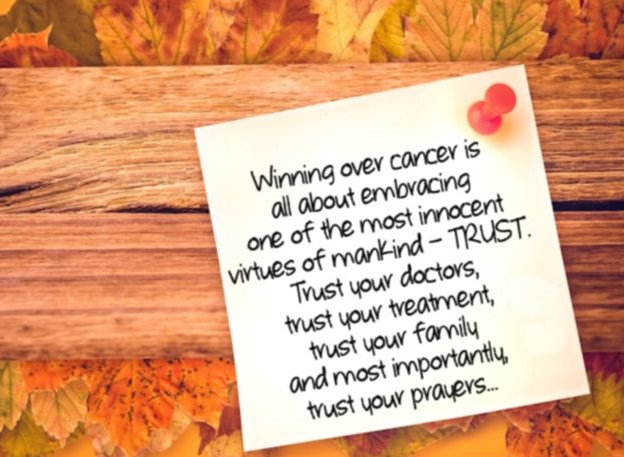 Winning over cancer is
all about embracing
one of the most innocent
virtues of mankind - TRUST.
Trust your doctors,
trust your treatment,
trust your family
and most importantly,
trust your prayers...